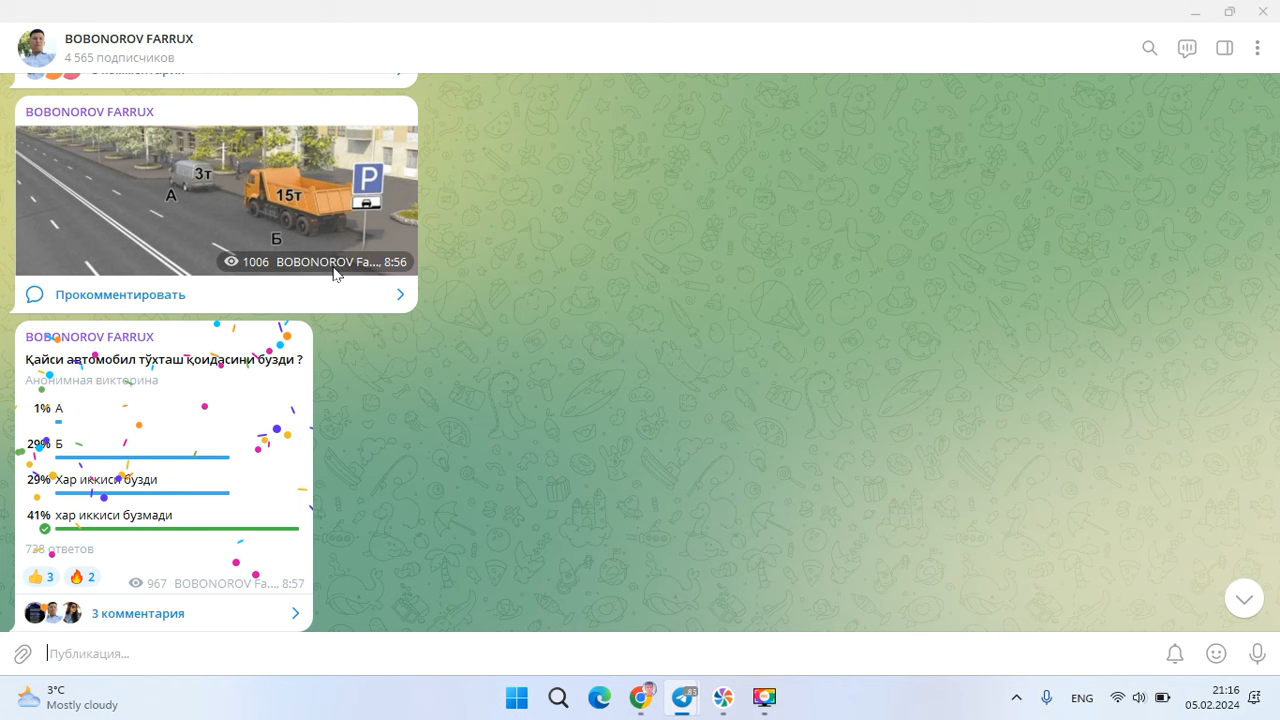 BOBONOROV FARRUX
4 565 подписчиков
BOBONOROV FARRUX
3т
А
15т
P
Б
1006 BOBONOROV Fa..., 8:56
Прокомментировать
BOBONOROV FARRUX
Қайси автомобил тўхташ қоидасини бузди ?
Анонимная викторина
1% А
29% Б
29% Хар иккиси бузди
41% хар иккиси бузмади
738 ответов
3
2
967 BOBONOROV Fa..., 8:57
3 комментария
Публикация...
3°C
Mostly cloudy
..85
ENG
21:16
05.02.2024